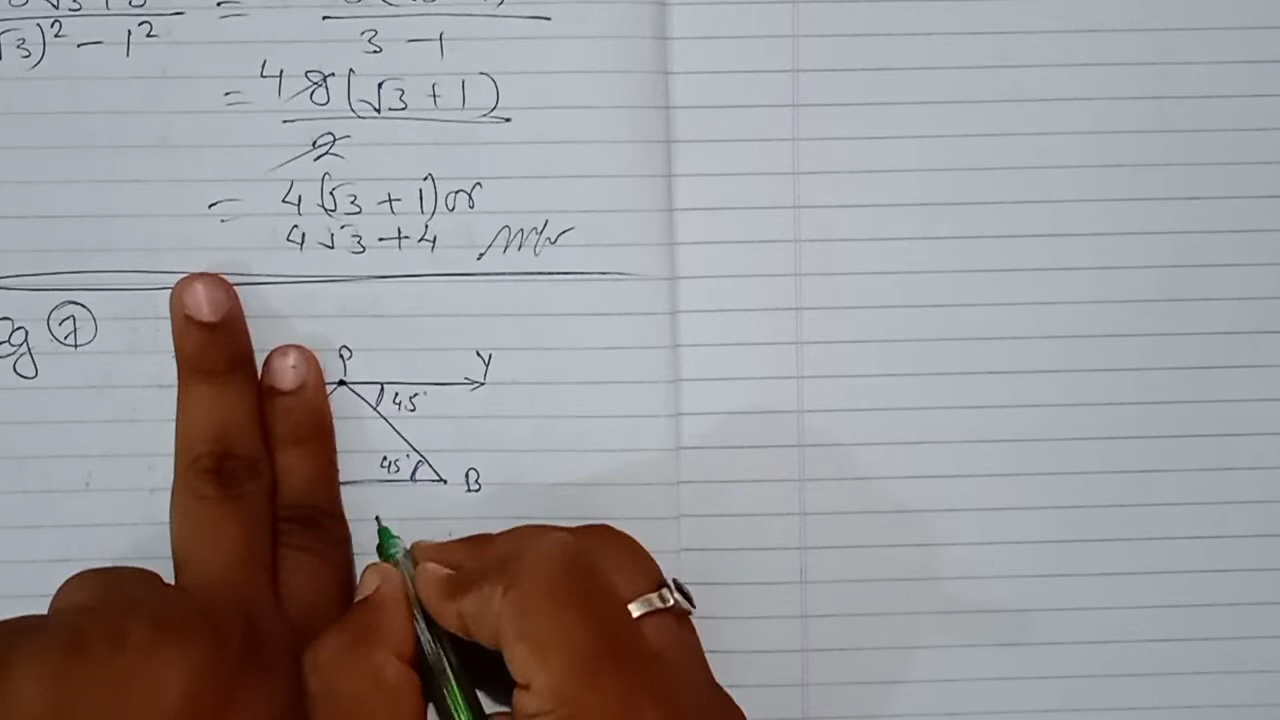 √3)² - 1² = 3 - 1
= 4 8(√3 + 1)
2
= 4(√3 + 1) or
4√3 + 4
eg 7
P Y
45°
45° B